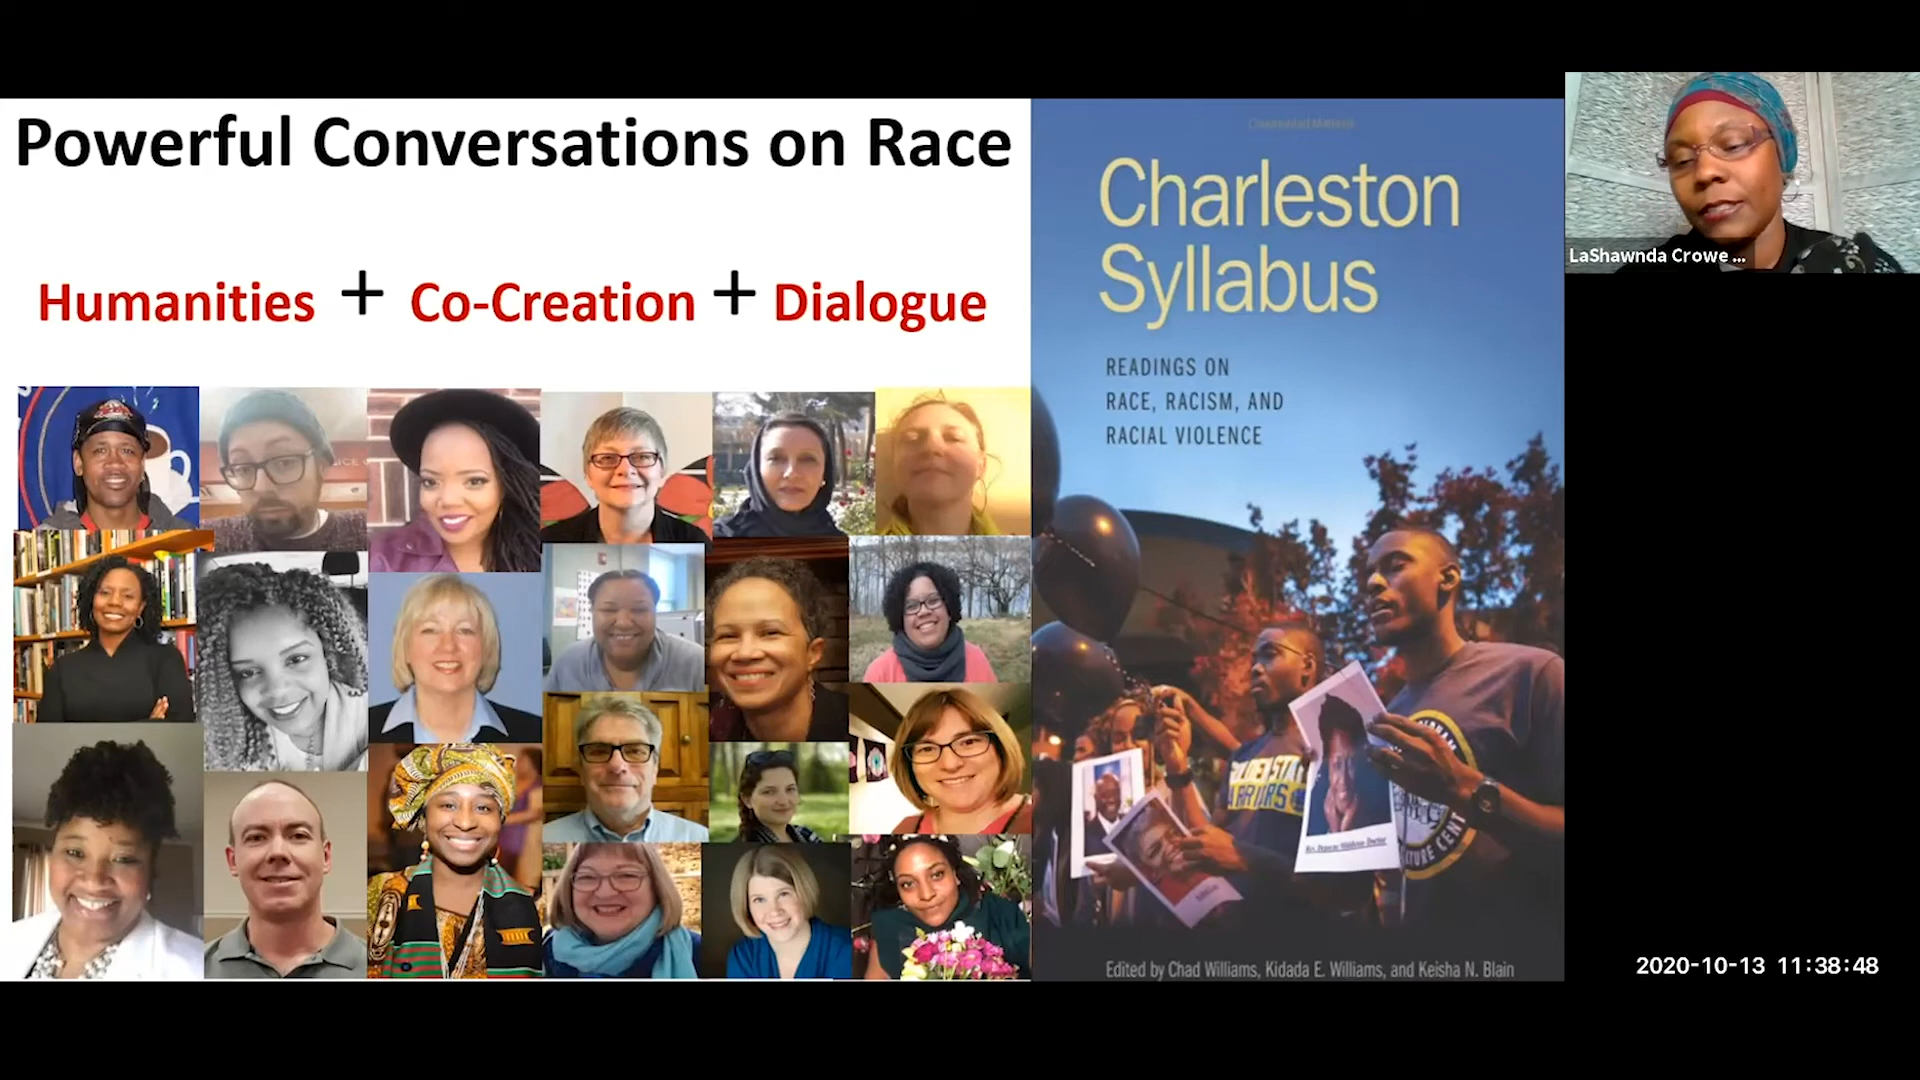 Powerful Conversations on Race
Humanities + Co-Creation + Dialogue
Charleston
Syllabus
READINGS ON
RACE, RACISM, AND
RACIAL VIOLENCE
Edited by Chad Williams, Kidada E. Williams, and Keisha N. Blain
LaShawnda Crowe ...
2020-10-13 11:38:48